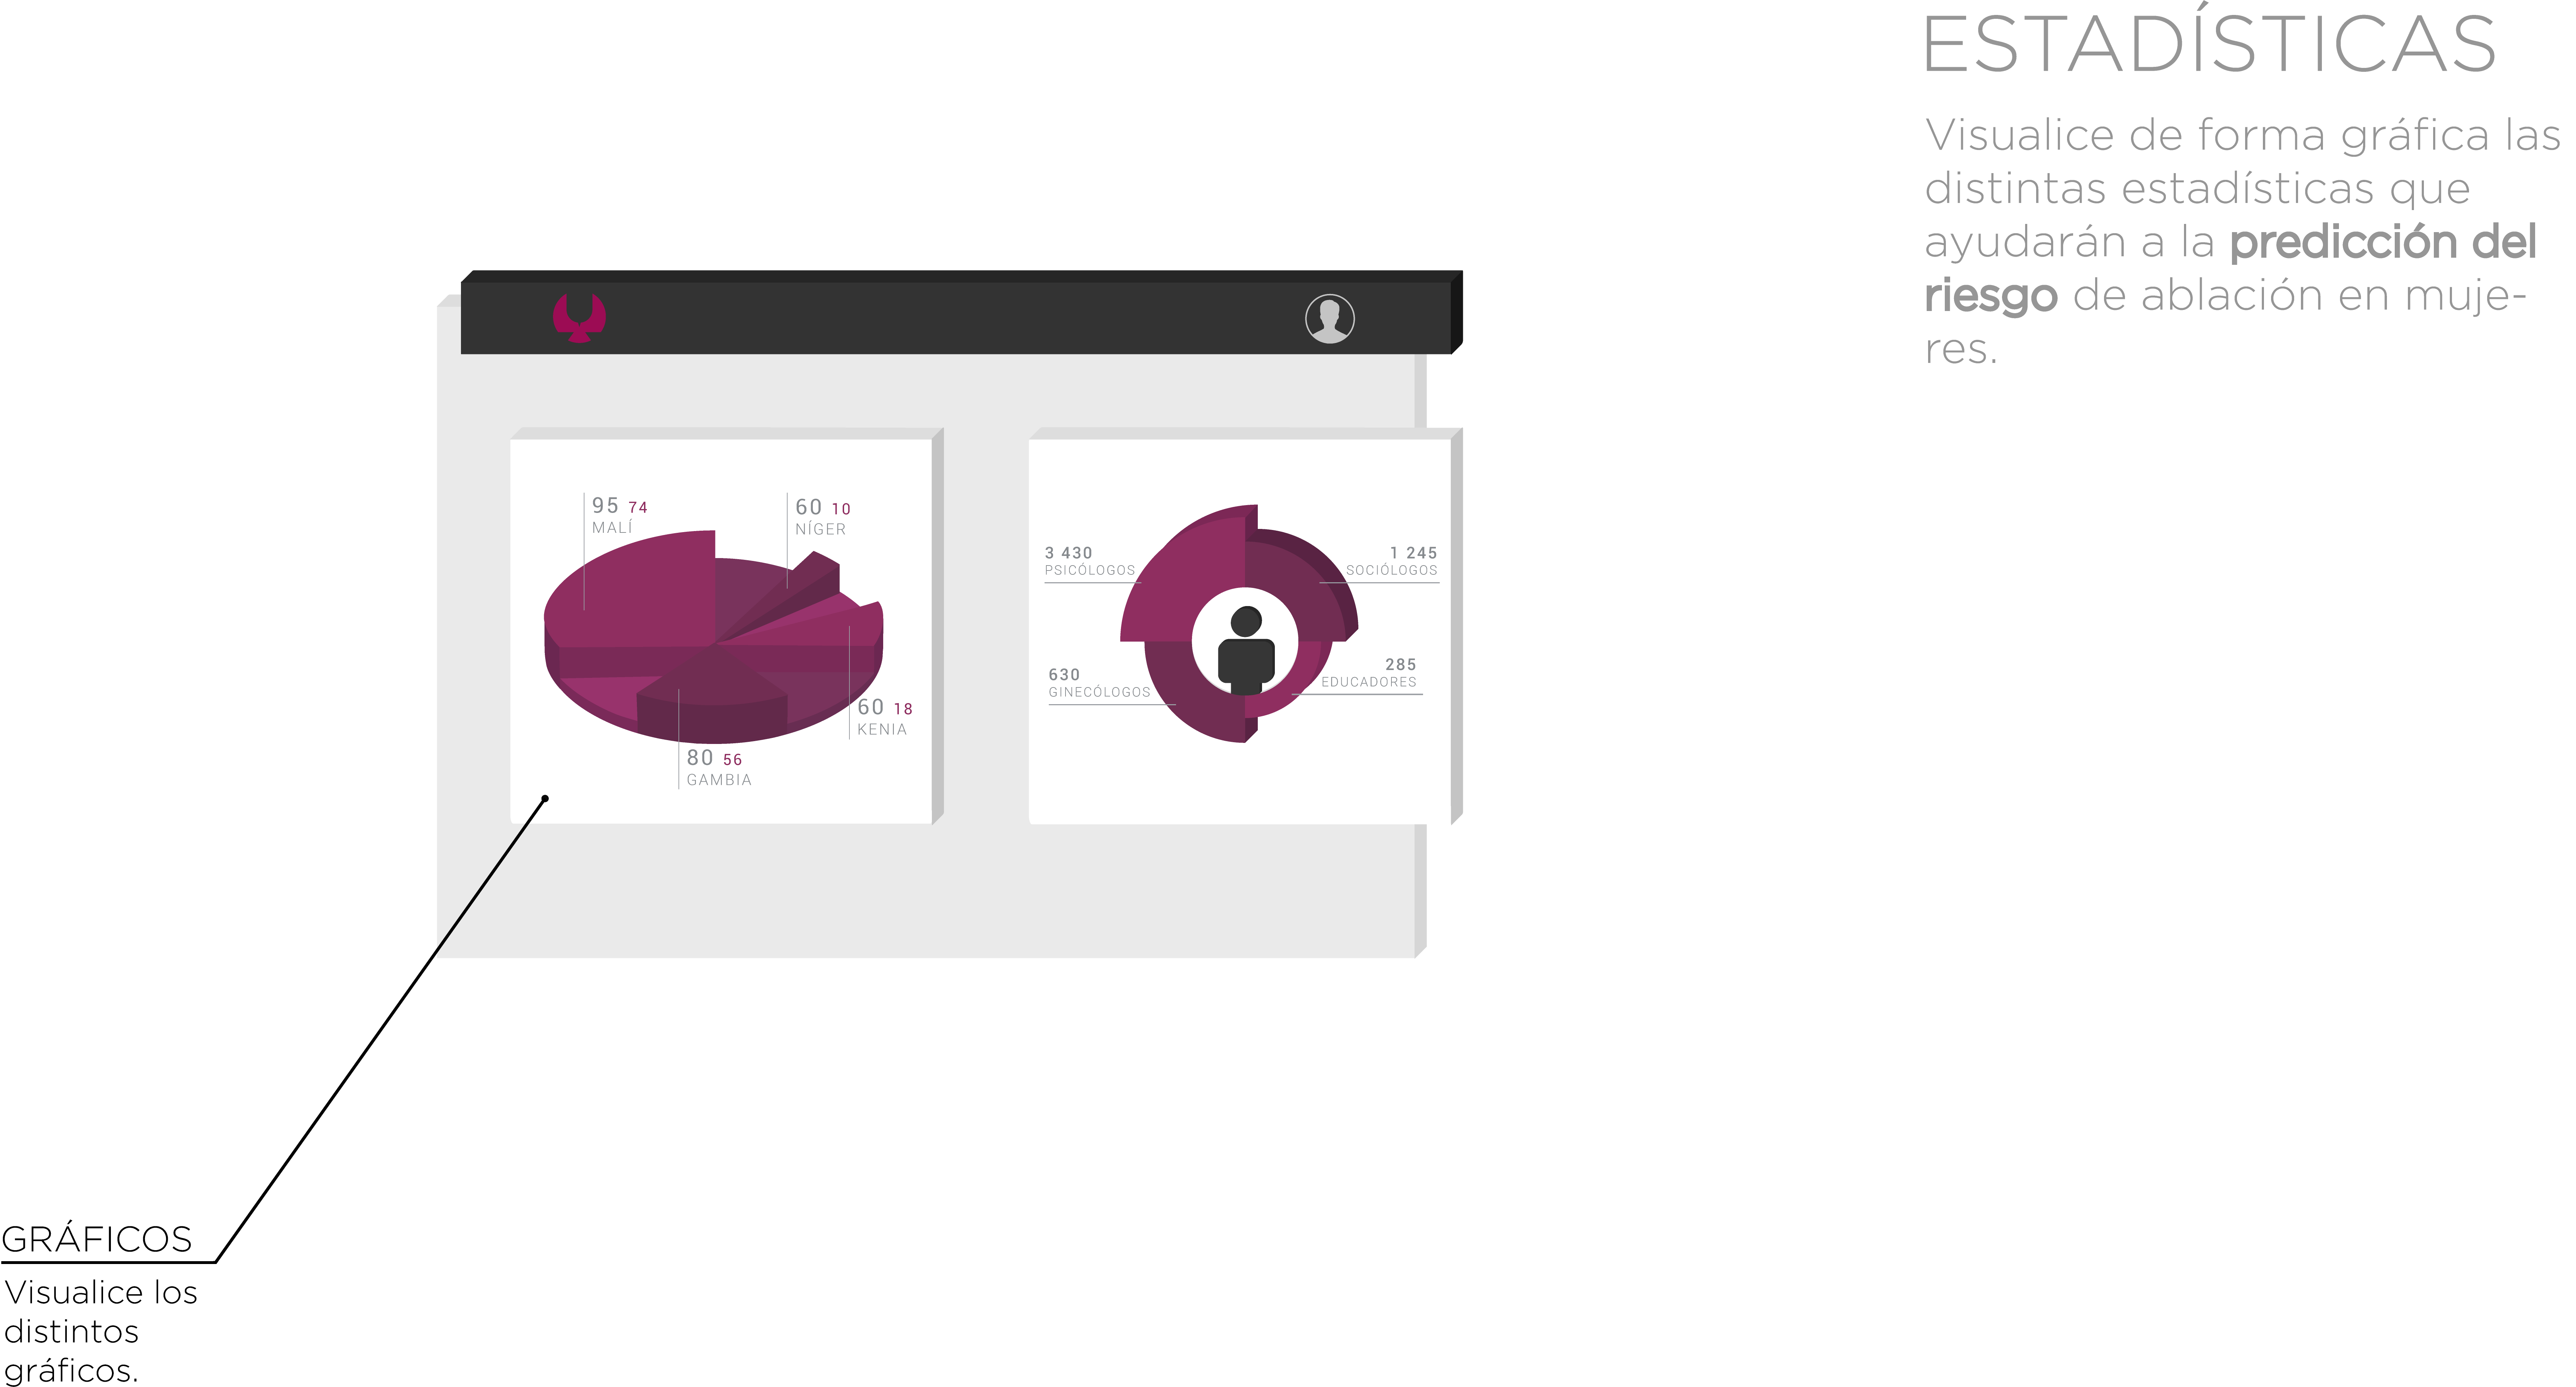 ESTADÍSTICAS
Visualice de forma gráfica las
distintas estadísticas que
ayudarán a la predicción del
riesgo de ablación en muje-
res.
95 74
MALÍ
60 10
NÍGER
60 18
KENIA
80 56
GAMBIA
3 430
PSICÓLOGOS
1 245
SOCIÓLOGOS
630
GINECÓLOGOS
285
EDUCADORES
GRÁFICOS
Visualice los
distintos
gráficos.